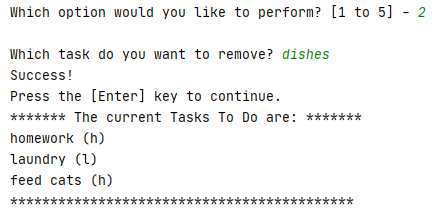 Which option would you like to perform? [1 to 5] - 2
Which task do you want to remove? dishes
Success!
Press the [Enter] key to continue.
******* The current Tasks To Do are: *******
homework (h)
laundry (l)
feed cats (h)
*******************************************